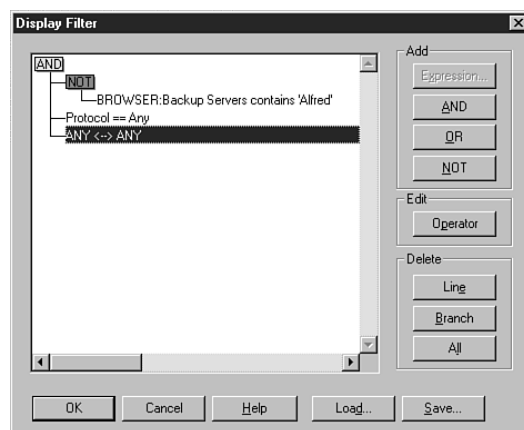 Display Filter
AND
NOT
BROWSER:Backup Servers contains 'Alfred'
Protocol == Any
ANY <--> ANY
Add
Expression...
AND
OR
NOT
Edit
Operator
Delete
Line
Branch
All
OK
Cancel
Help
Load...
Save...